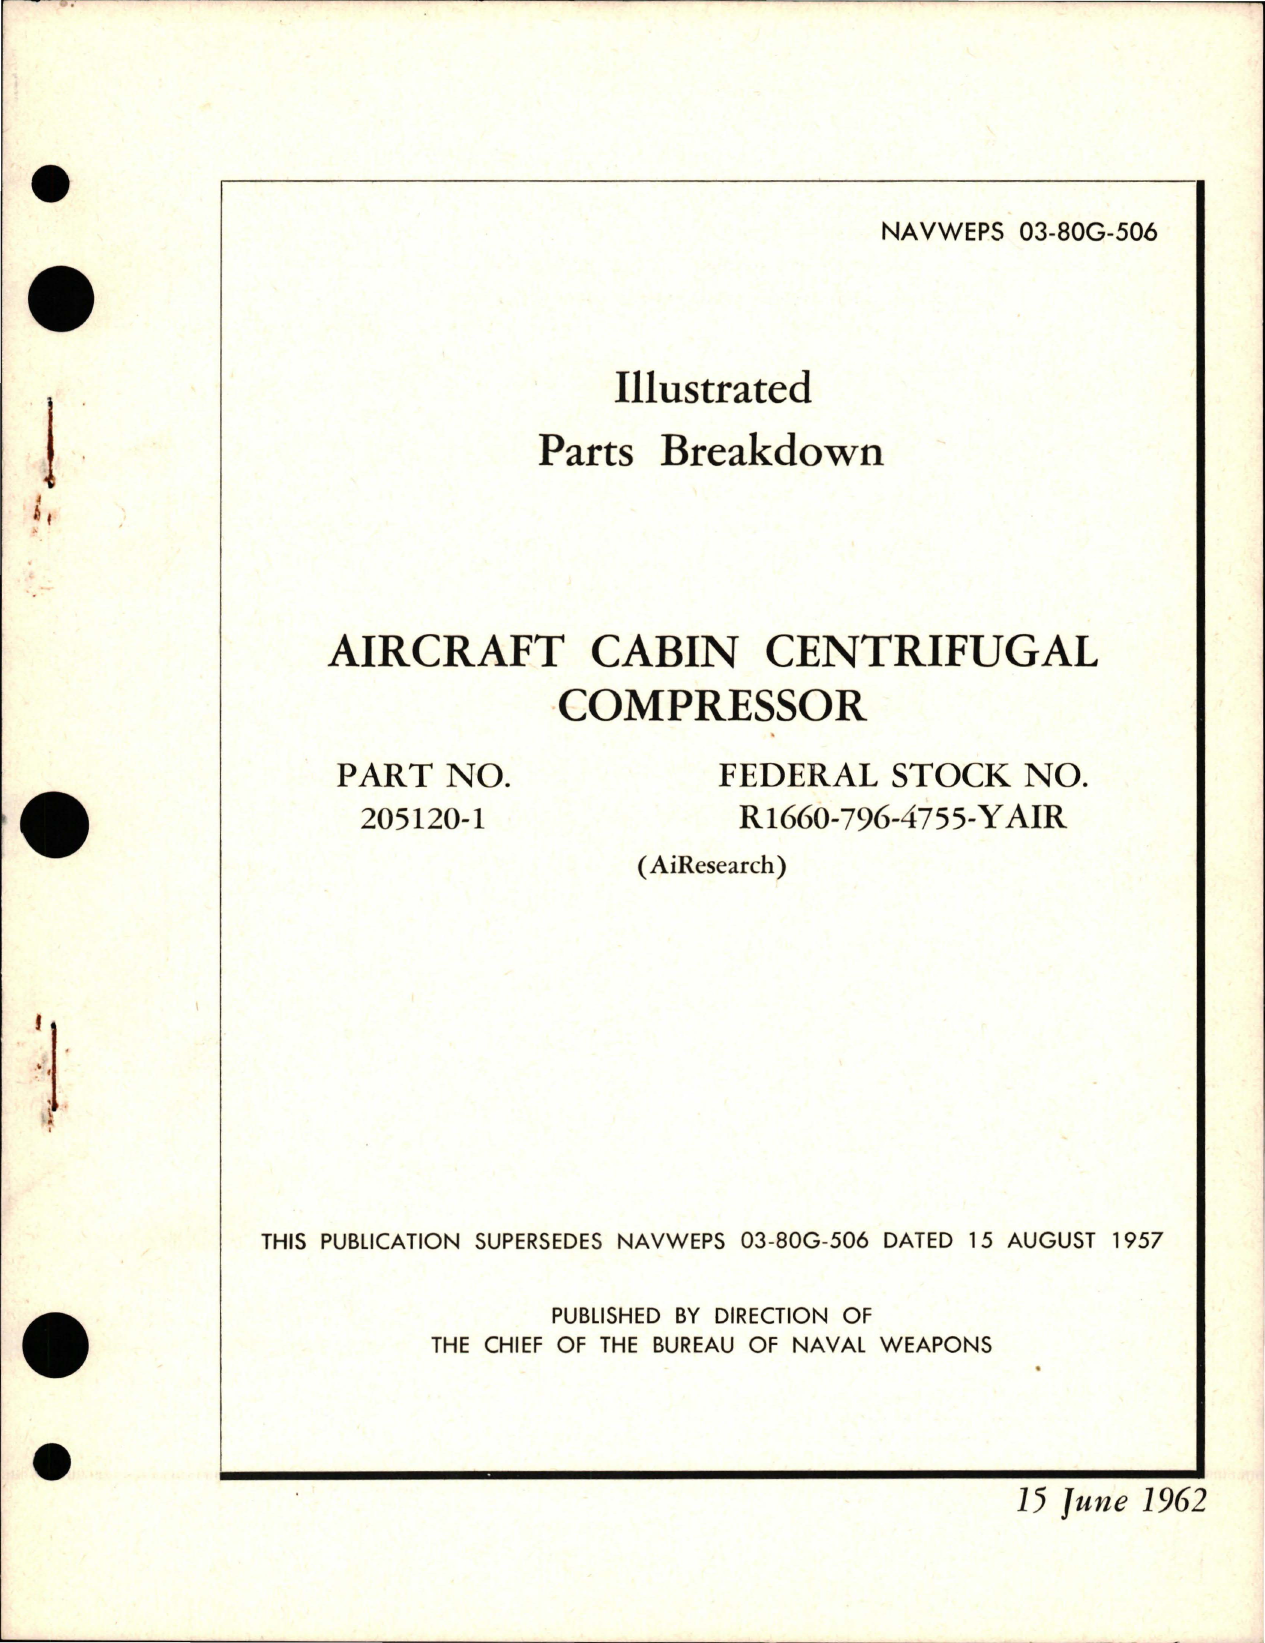 NAVWEPS 03-80G-506
Illustrated
Parts Breakdown
AIRCRAFT CABIN CENTRIFUGAL
COMPRESSOR
PART NO. FEDERAL STOCK NO.
205120-1 R1660-796-4755-YAIR
(AiResearch)
THIS PUBLICATION SUPERSEDES NAVWEPS 03-80G-506 DATED 15 AUGUST 1957
PUBLISHED BY DIRECTION OF
THE CHIEF OF THE BUREAU OF NAVAL WEAPONS
15 June 1962